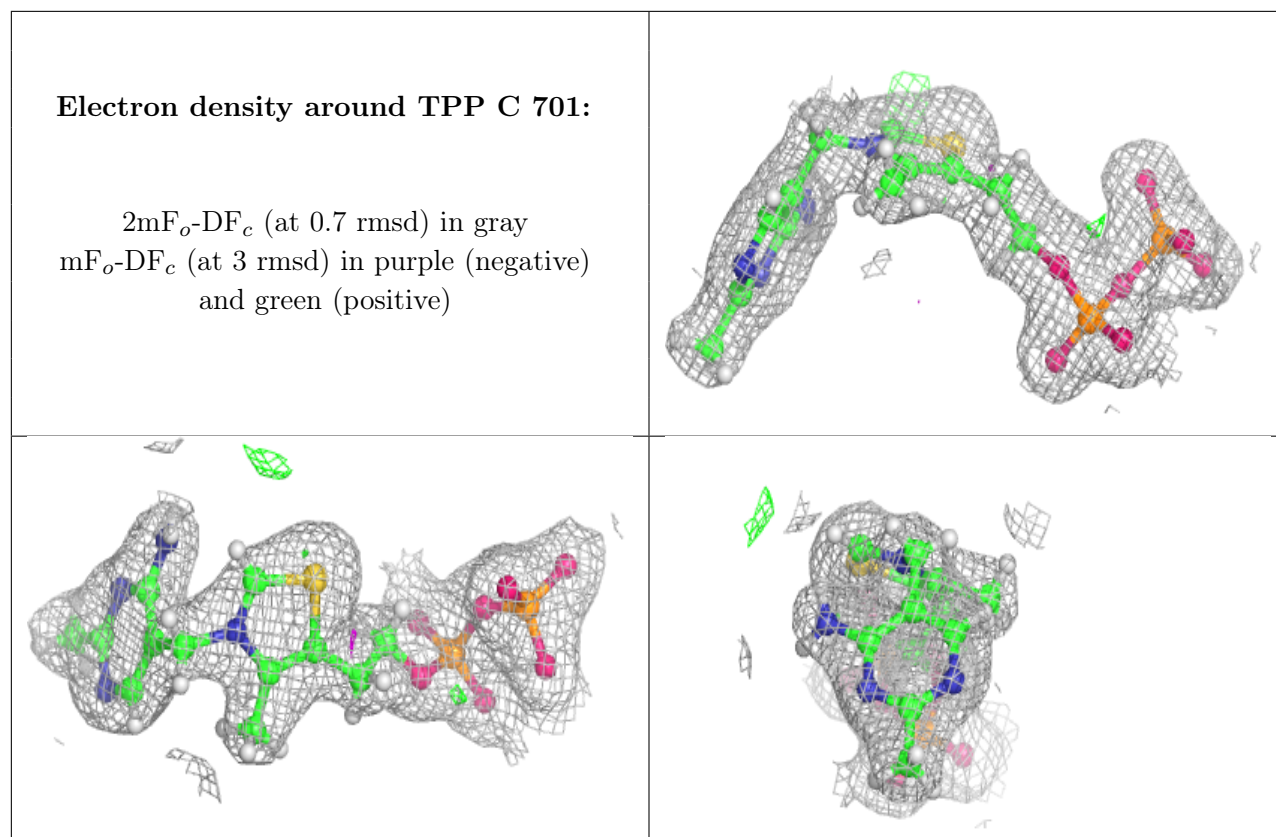 Electron density around TPP C 701:
2mFo-DFc (at 0.7 rmsd) in gray
mFo-DFc (at 3 rmsd) in purple (negative)
and green (positive)